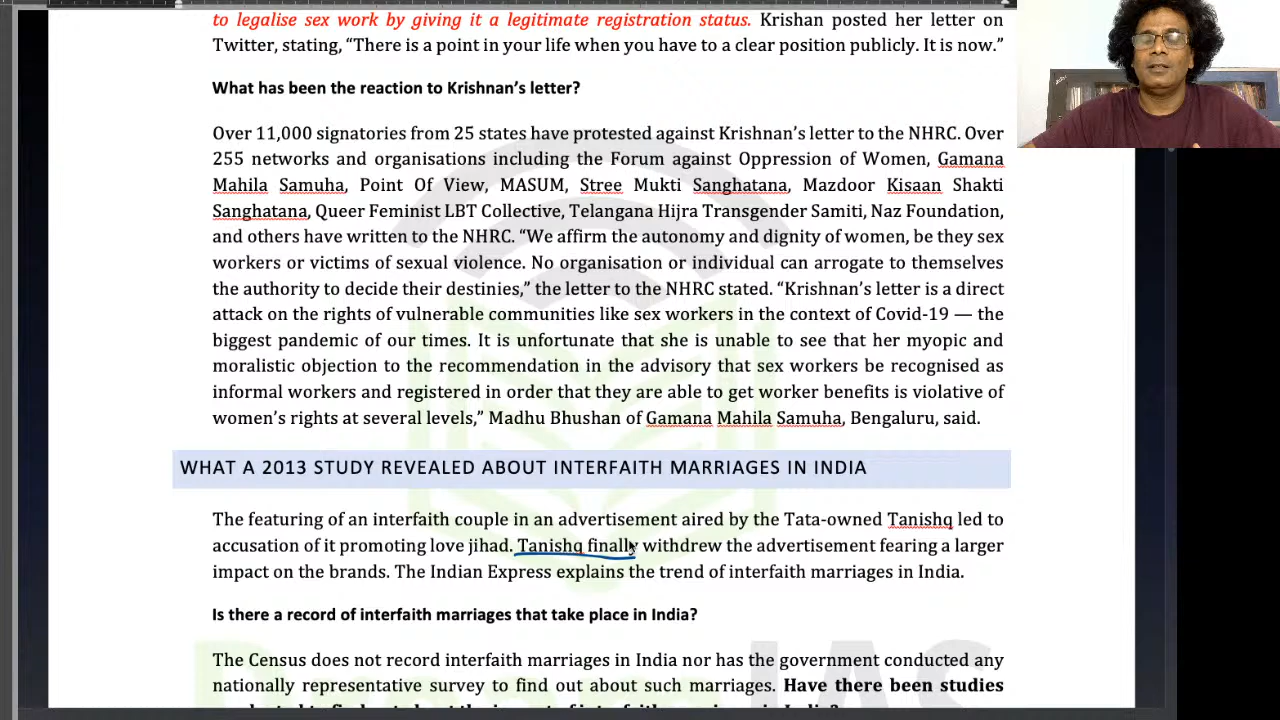 to legalise sex work by giving it a legitimate registration status. Krishan posted her letter on
Twitter, stating, “There is a point in your life when you have to a clear position publicly. It is now.”
What has been the reaction to Krishnan’s letter?
Over 11,000 signatories from 25 states have protested against Krishnan’s letter to the NHRC. Over
255 networks and organisations including the Forum against Oppression of Women, Gamana
Mahila Samuha, Point Of View, MASUM, Stree Mukti Sanghatana, Mazdoor Kisaan Shakti
Sanghatana, Queer Feminist LBT Collective, Telangana Hijra Transgender Samiti, Naz Foundation,
and others have written to the NHRC. “We affirm the autonomy and dignity of women, be they sex
workers or victims of sexual violence. No organisation or individual can arrogate to themselves
the authority to decide their destinies,” the letter to the NHRC stated. “Krishnan’s letter is a direct
attack on the rights of vulnerable communities like sex workers in the context of Covid-19 — the
biggest pandemic of our times. It is unfortunate that she is unable to see that her myopic and
moralistic objection to the recommendation in the advisory that sex workers be recognised as
informal workers and registered in order that they are able to get worker benefits is violative of
women’s rights at several levels,” Madhu Bhushan of Gamana Mahila Samuha, Bengaluru, said.
WHAT A 2013 STUDY REVEALED ABOUT INTERFAITH MARRIAGES IN INDIA
The featuring of an interfaith couple in an advertisement aired by the Tata-owned Tanishq led to
accusation of it promoting love jihad. Tanishq finally withdrew the advertisement fearing a larger
impact on the brands. The Indian Express explains the trend of interfaith marriages in India.
Is there a record of interfaith marriages that take place in India?
The Census does not record interfaith marriages in India nor has the government conducted any
nationally representative survey to find out about such marriages. Have there been studies